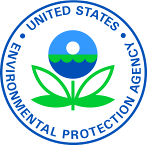 UNITED STATES
ENVIRONMENTAL PROTECTION AGENCY